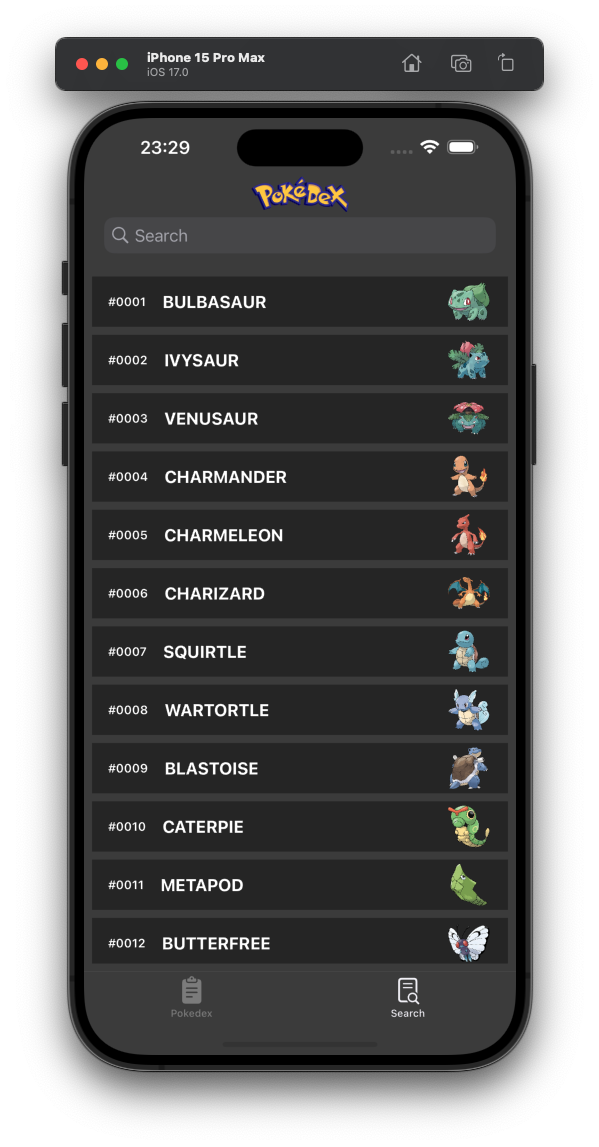 iPhone 15 Pro Max
iOS 17.0
23:29
PokéDex
Search
#0001 BULBASAUR
#0002 IVYSAUR
#0003 VENUSAUR
#0004 CHARMANDER
#0005 CHARMELEON
#0006 CHARIZARD
#0007 SQUIRTLE
#0008 WARTORTLE
#0009 BLASTOISE
#0010 CATERPIE
#0011 METAPOD
#0012 BUTTERFREE
Pokedex Search